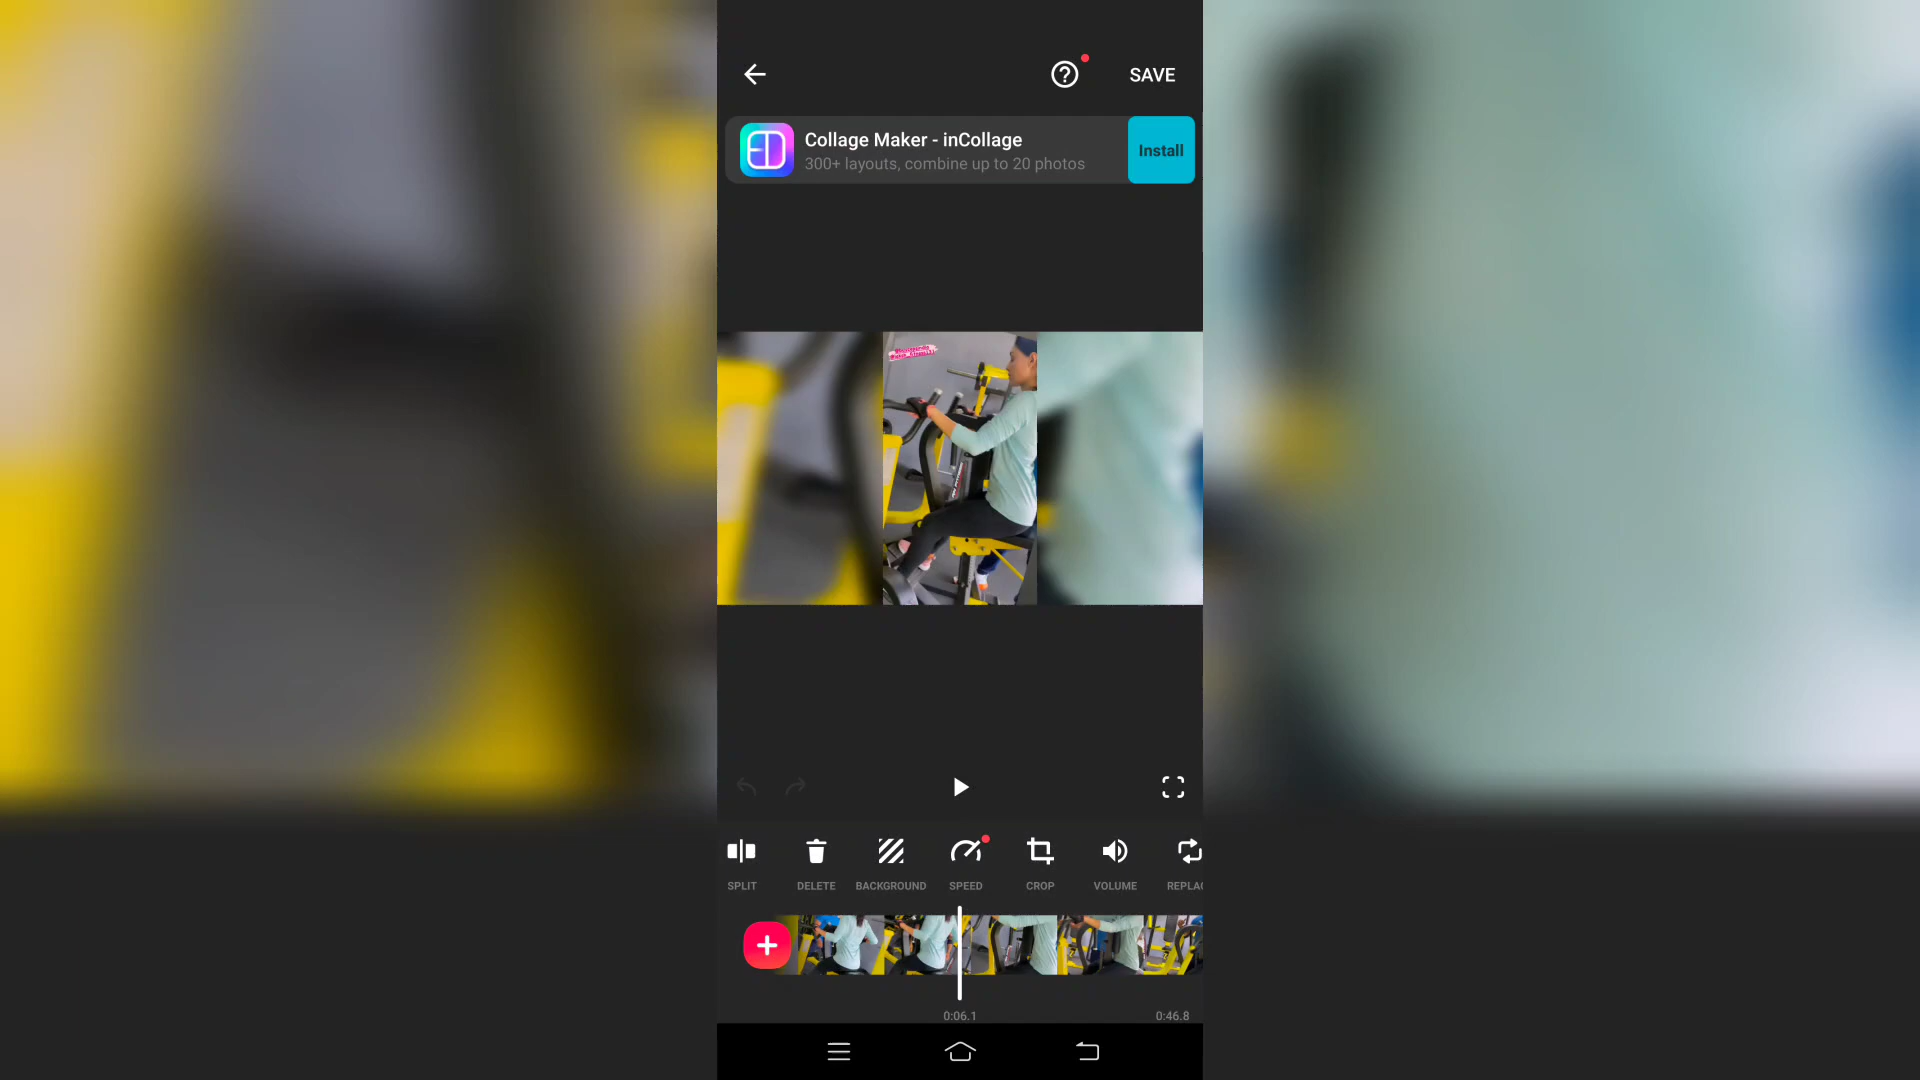 SAVE
Collage Maker - inCollage
300+ layouts, combine up to 20 photos
Install
SPLIT
DELETE
BACKGROUND
SPEED
CROP
VOLUME
REPLAC
0:06.1
0:46.8